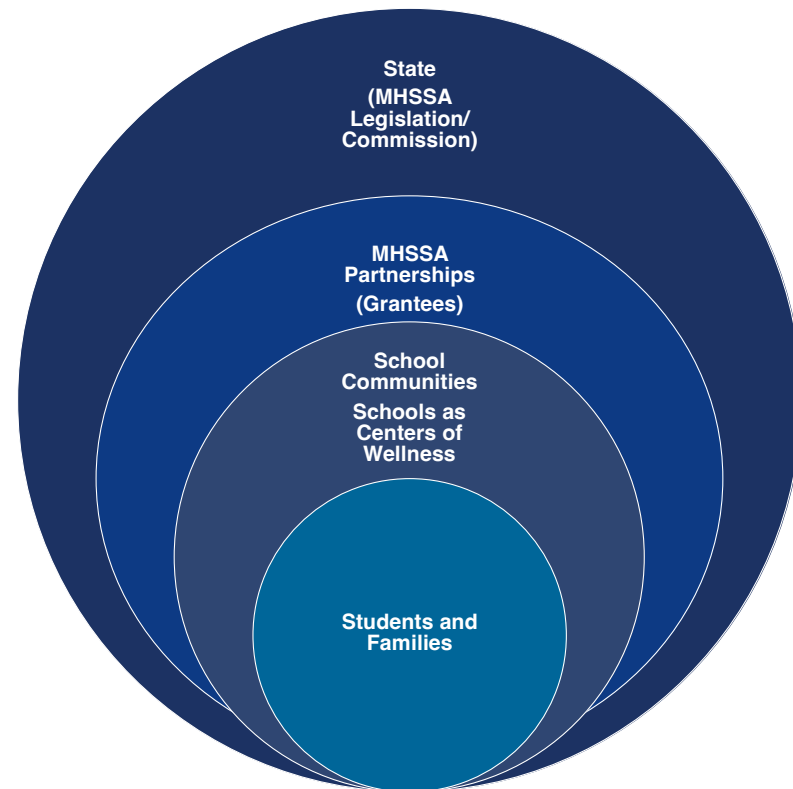 State
(MHSSA
Legislation/
Commission)
MHSSA
Partnerships
(Grantees)
School
Communities
Schools as
Centers of
Wellness
Students and
Families